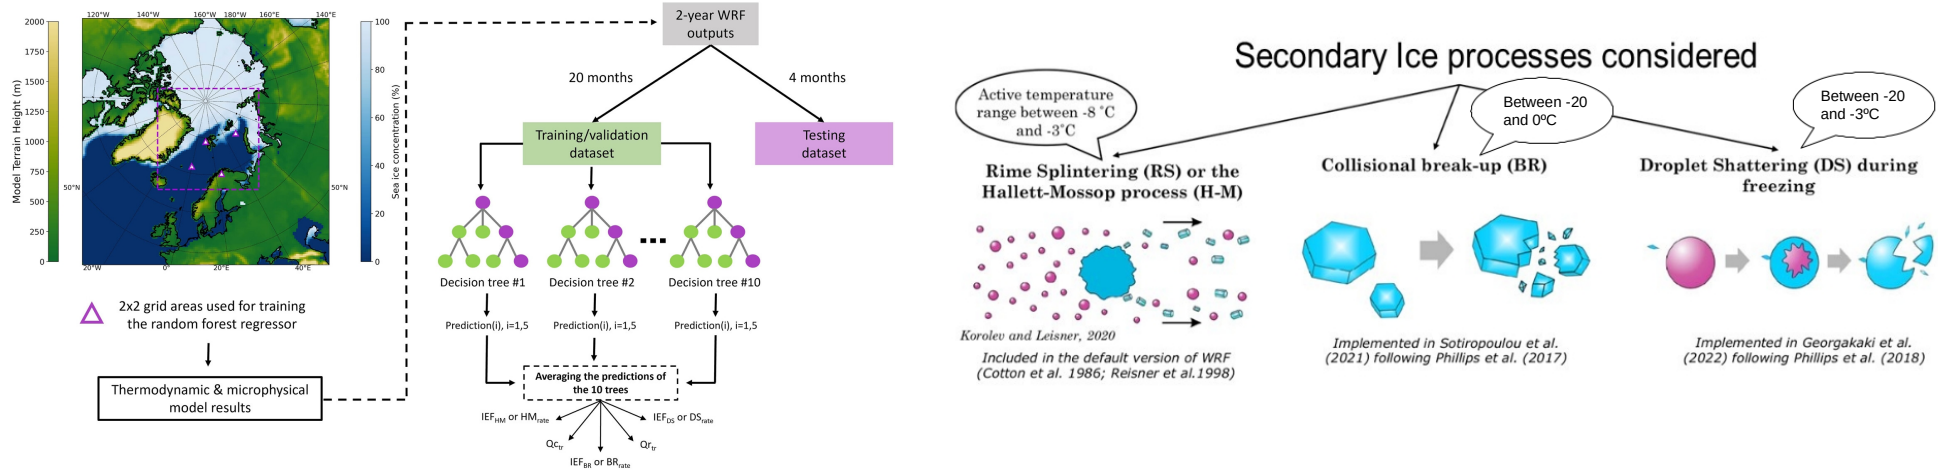 120°W 140°W 160°W 180°W 160°E 140°E
Model Terrain Height (m)
2000
1750
1500
1250
1000
750
500
250
0
50°N
20°W 0° 20°E 40°E
50°N
Sea ice concentration (%)
100
80
60
40
20
0
2x2 grid areas used for training
the random forest regressor
Thermodynamic & microphysical
model results
2-year WRF
outputs
20 months
4 months
Training/validation
dataset
Testing
dataset
Decision tree #1
Decision tree #2
Decision tree #10
Prediction(i), i=1,5
Prediction(i), i=1,5
Prediction(i), i=1,5
Averaging the predictions of
the 10 trees
IEF_HM or HM_rate
IEF_DS or DS_rate
Qc_tr
Qr_tr
IEF_BR or BR_rate
Secondary Ice processes considered
Active temperature
range between -8 °C
and -3°C
Between -20
and 0ºC
Between -20
and -3ºC
Rime Splintering (RS) or the
Hallett-Mossop process (H-M)
Collisional break-up (BR)
Droplet Shattering (DS) during
freezing
Korolev and Leisner, 2020
Included in the default version of WRF
(Cotton et al. 1986; Reisner et al.1998)
Implemented in Sotiropoulou et al.
(2021) following Phillips et al. (2017)
Implemented in Georgakaki et al.
(2022) following Phillips et al. (2018)